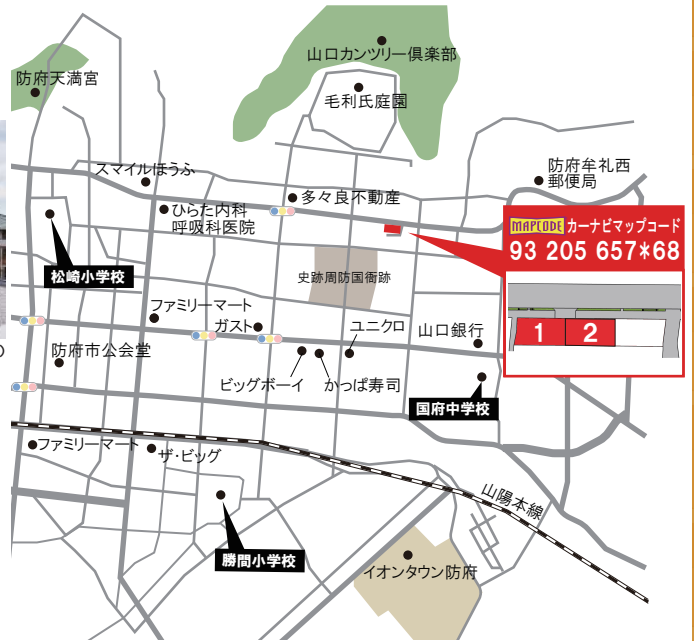 山口カンツリー倶楽部
防府天満宮
毛利氏庭園
スマイルほうふ
防府牟礼西
郵便局
多々良不動産
ひらた内科
呼吸科医院
MAPCODE カーナビマップコード
93 205 657*68
松崎小学校
史跡周防国衙跡
ファミリーマート
ガスト
ユニクロ
山口銀行
1
2
の
防府市公会堂
ビッグボーイ
かっぱ寿司
国府中学校
ファミリーマート
ザ・ビッグ
山陽本線
勝間小学校
イオンタウン防府